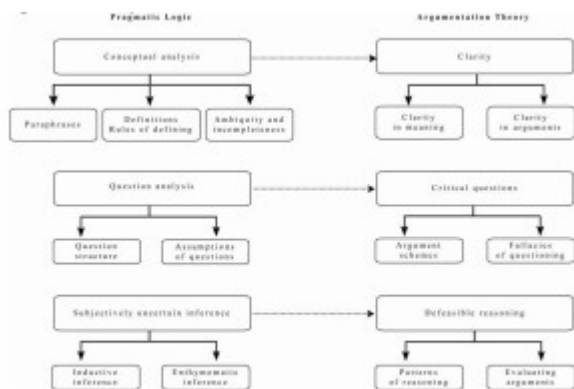 Pragmatic Logic
Argumentation Theory
Conceptual analysis
Clarity
Paraphrases
Definitions
Rules of defining
Ambiguity and
incompleteness
Clarity
in meaning
Clarity
in arguments
Question analysis
Critical questions
Question
structure
Assumptions
of questions
Argument
schemes
Fallacies
of questioning
Subjectively uncertain inference
Defeasible reasoning
Inductive
inference
Enthymematic
inference
Patterns
of reasoning
Evaluating
arguments